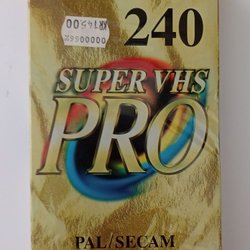 240
SUPER VHS
PRO
PAL/SECAM